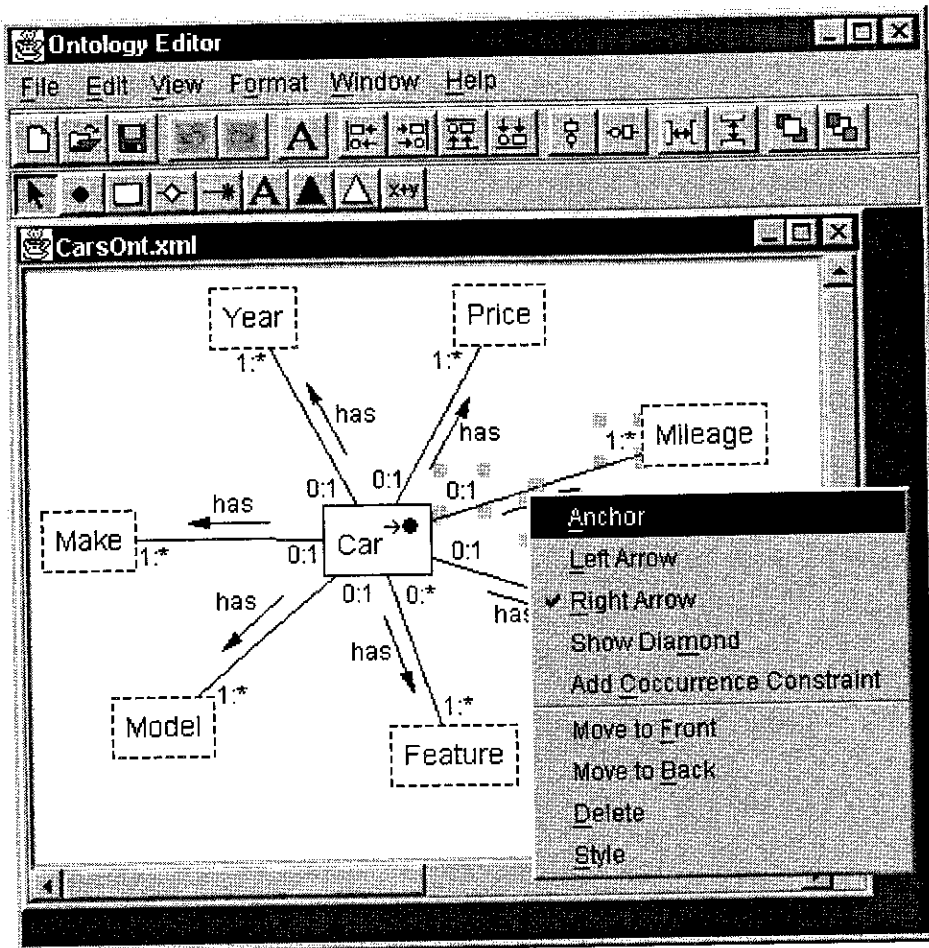 Ontology Editor
File Edit View Format Window Help
A
A x+y
CarsOnt.xml
Year
Price
1:*
1:*
has
has
1:*
Mileage
0:1
0:1
0:1
has
Make
1:*
0:1
Car
0:1
0:1
0:*
has
has
has
1:*
1:*
Model
Feature
Anchor
Left Arrow
Right Arrow
Show Diamond
Add Coccurrence Constraint
Move to Front
Move to Back
Delete
Style